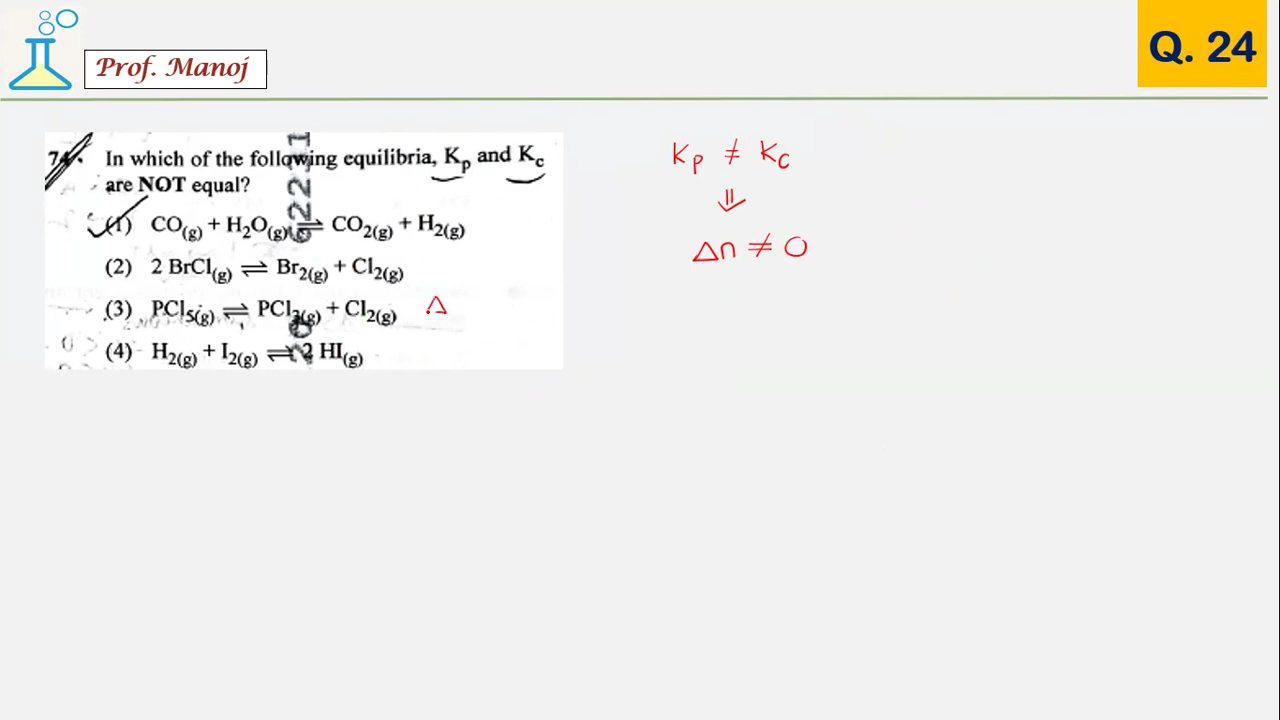 Prof. Manoj
Q. 24
74. In which of the following equilibria, Kp and Kc
are NOT equal?
(1) CO(g) + H2O(g) ⇌ CO2(g) + H2(g)
(2) 2 BrCl(g) ⇌ Br2(g) + Cl2(g)
(3) PCl5(g) ⇌ PCl3(g) + Cl2(g) Δ
(4) H2(g) + I2(g) ⇌ 2 HI(g)
Kp ≠ Kc
⇓
Δn ≠ 0